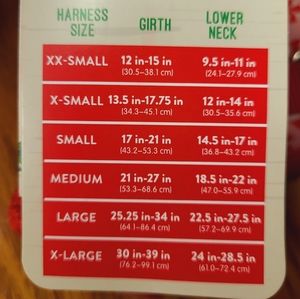 HARNESS SIZE GIRTH LOWER NECK
XX-SMALL 12 in-15 in 9.5 in-11 in
(30.5–38.1 cm) (24.1–27.9 cm)
X-SMALL 13.5 in-17.75 in 12 in-14 in
(34.3–45.1 cm) (30.5–35.6 cm)
SMALL 17 in-21 in 14.5 in-17 in
(43.2–53.3 cm) (36.8–43.2 cm)
MEDIUM 21 in-27 in 18.5 in-22 in
(53.3–68.6 cm) (47.0–55.9 cm)
LARGE 25.25 in-34 in 22.5 in-27.5 in
(64.1–86.4 cm) (57.2–69.9 cm)
X-LARGE 30 in-39 in 24 in-28.5 in
(76.2–99.1 cm) (61.0–72.4 cm)